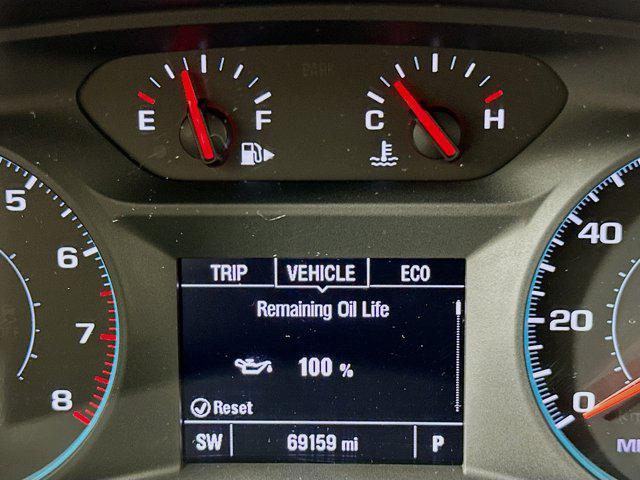 E F
C H
5
6
7
8
TRIP VEHICLE ECO
Remaining Oil Life
100 %
Reset
SW 69159 mi P
40
20
0